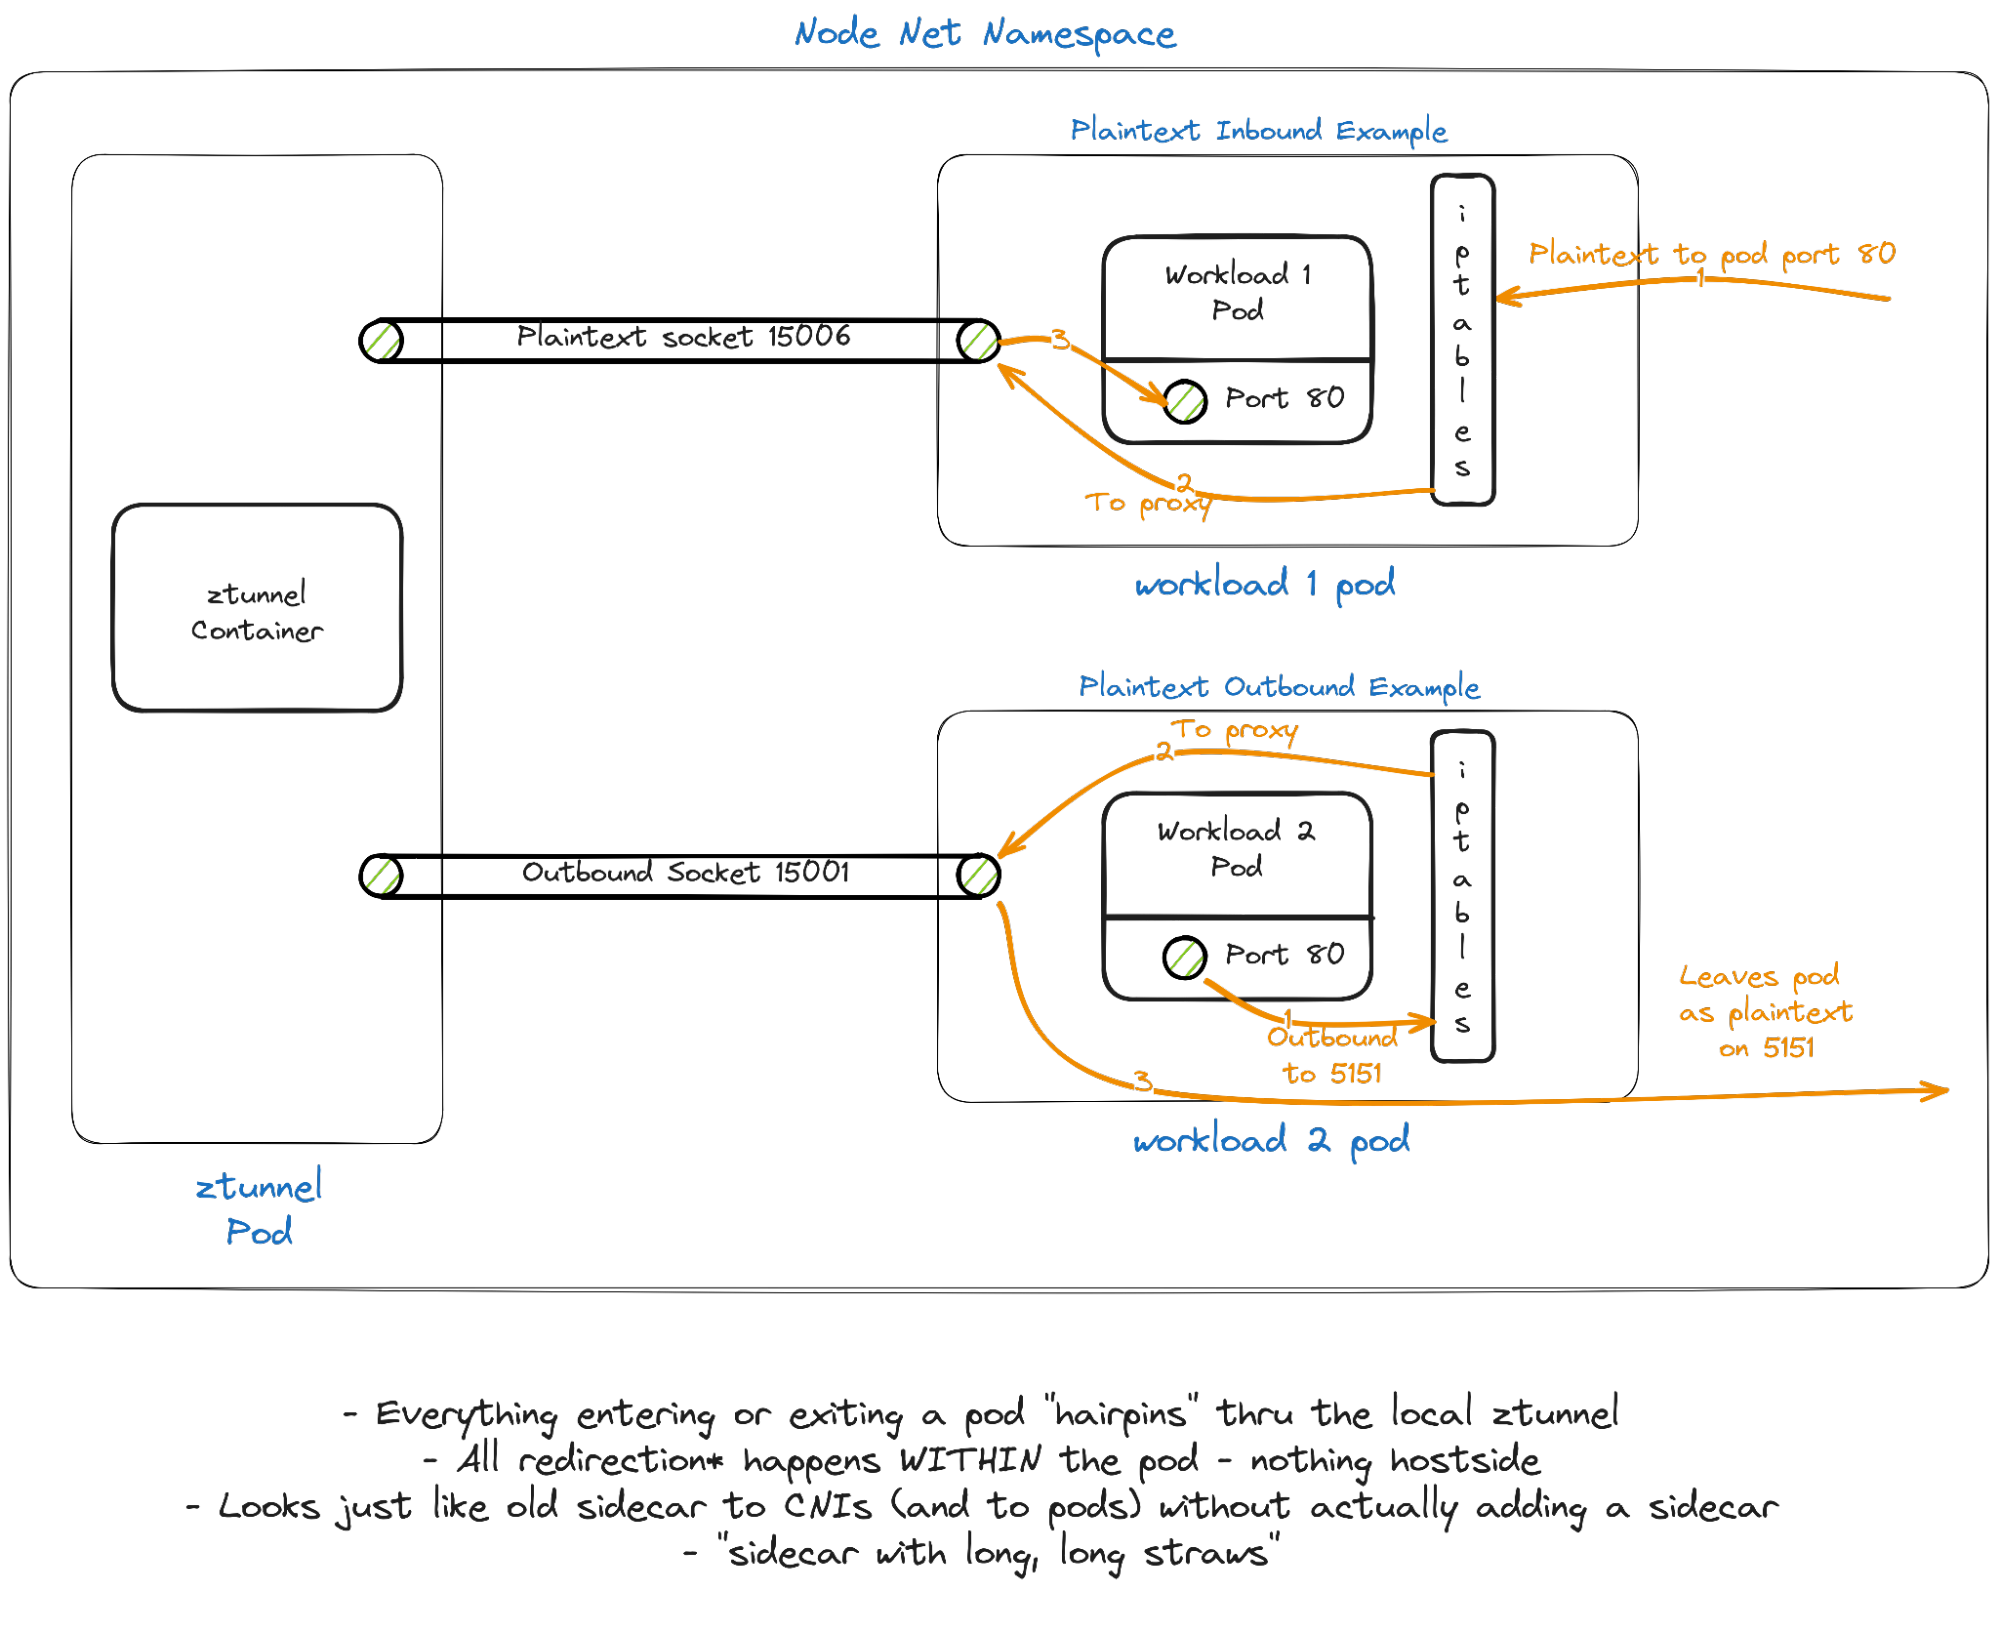 Node Net Namespace
Plaintext Inbound Example
iptables
Plaintext to pod port 80
1
Workload 1
Pod
Plaintext socket 15006
3
Port 80
2
To proxy
workload 1 pod
ztunnel
Container
Plaintext Outbound Example
To proxy
2
iptables
Workload 2
Pod
Outbound Socket 15001
Port 80
1
Outbound
to 5151
Leaves pod
as plaintext
on 5151
3
workload 2 pod
ztunnel
Pod
- Everything entering or exiting a pod "hairpins" thru the local ztunnel
- All redirection* happens WITHIN the pod - nothing hostside
- Looks just like old sidecar to CNIs (and to pods) without actually adding a sidecar
- "sidecar with long, long straws"